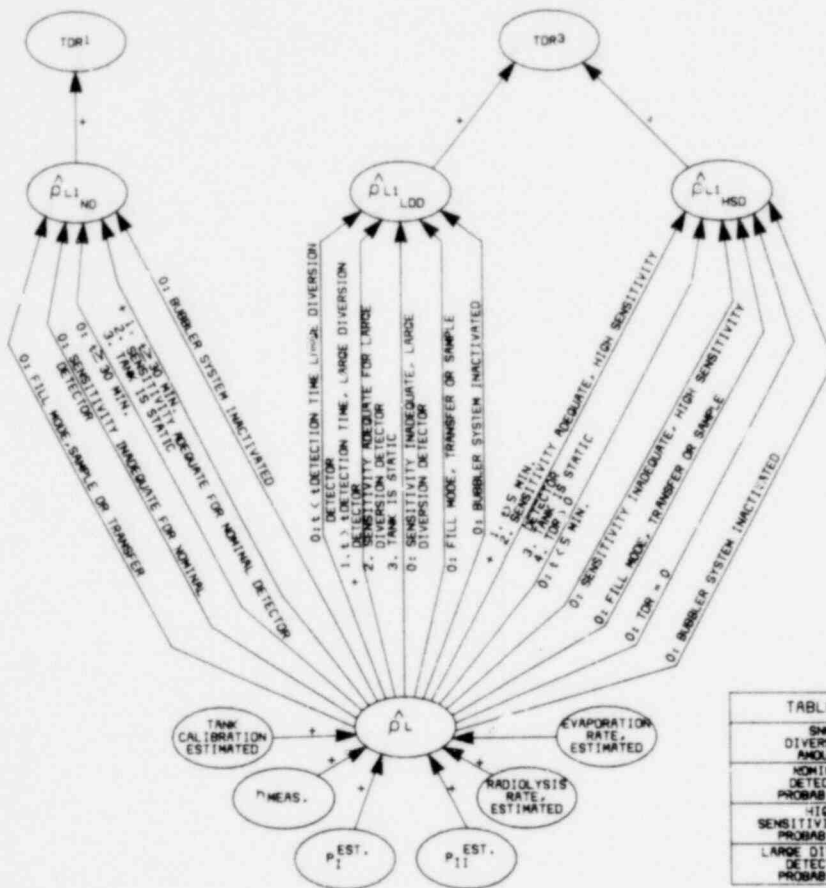 TDR1
TDR3
ρ̂L1 ND
ρ̂L1 LDD
ρ̂L1 HSD
0: FILL MODE, SAMPLE OR TRANSFER
0: SENSITIVITY INADEQUATE FOR NOMINAL
DETECTOR
0: t ≥ 30 MIN.
+ 1. t ≥ 30 MIN.
2. SENSITIVITY ADEQUATE FOR NOMINAL DETECTOR
3. TANK IS STATIC
0: BUBBLER SYSTEM INACTIVATED
0: t < tDETECTION TIME LARGE DIVERSION
DETECTOR
+ 1. t > tDETECTION TIME, LARGE DIVERSION
DETECTOR
2. SENSITIVITY ADEQUATE FOR LARGE
DIVERSION DETECTOR
3. TANK IS STATIC
0: SENSITIVITY INADEQUATE, LARGE
DIVERSION DETECTOR
0: FILL MODE, TRANSFER OR SAMPLE
0: BUBBLER SYSTEM INACTIVATED
+ 1. t≥5 MIN.
2. SENSITIVITY ADEQUATE, HIGH SENSITIVITY
DETECTOR
3. TANK IS STATIC
4. TDR > 0
0: t < 5 MIN.
0: SENSITIVITY INADEQUATE, HIGH SENSITIVITY
0: FILL MODE, TRANSFER OR SAMPLE
0: TDR = 0
0: BUBBLER SYSTEM INACTIVATED
ρ̂L
TANK
CALIBRATION
ESTIMATED
EVAPORATION
RATE,
ESTIMATED
MEAS.
RADIOLYSIS
RATE,
ESTIMATED
P I EST.
P II EST.
TABLE
DIVERS
AMOU
NOMIN
DETEC
PROBAB
HIG
SENSITIVI
PROBAB
LARGE DI
DETEC
PROBAB